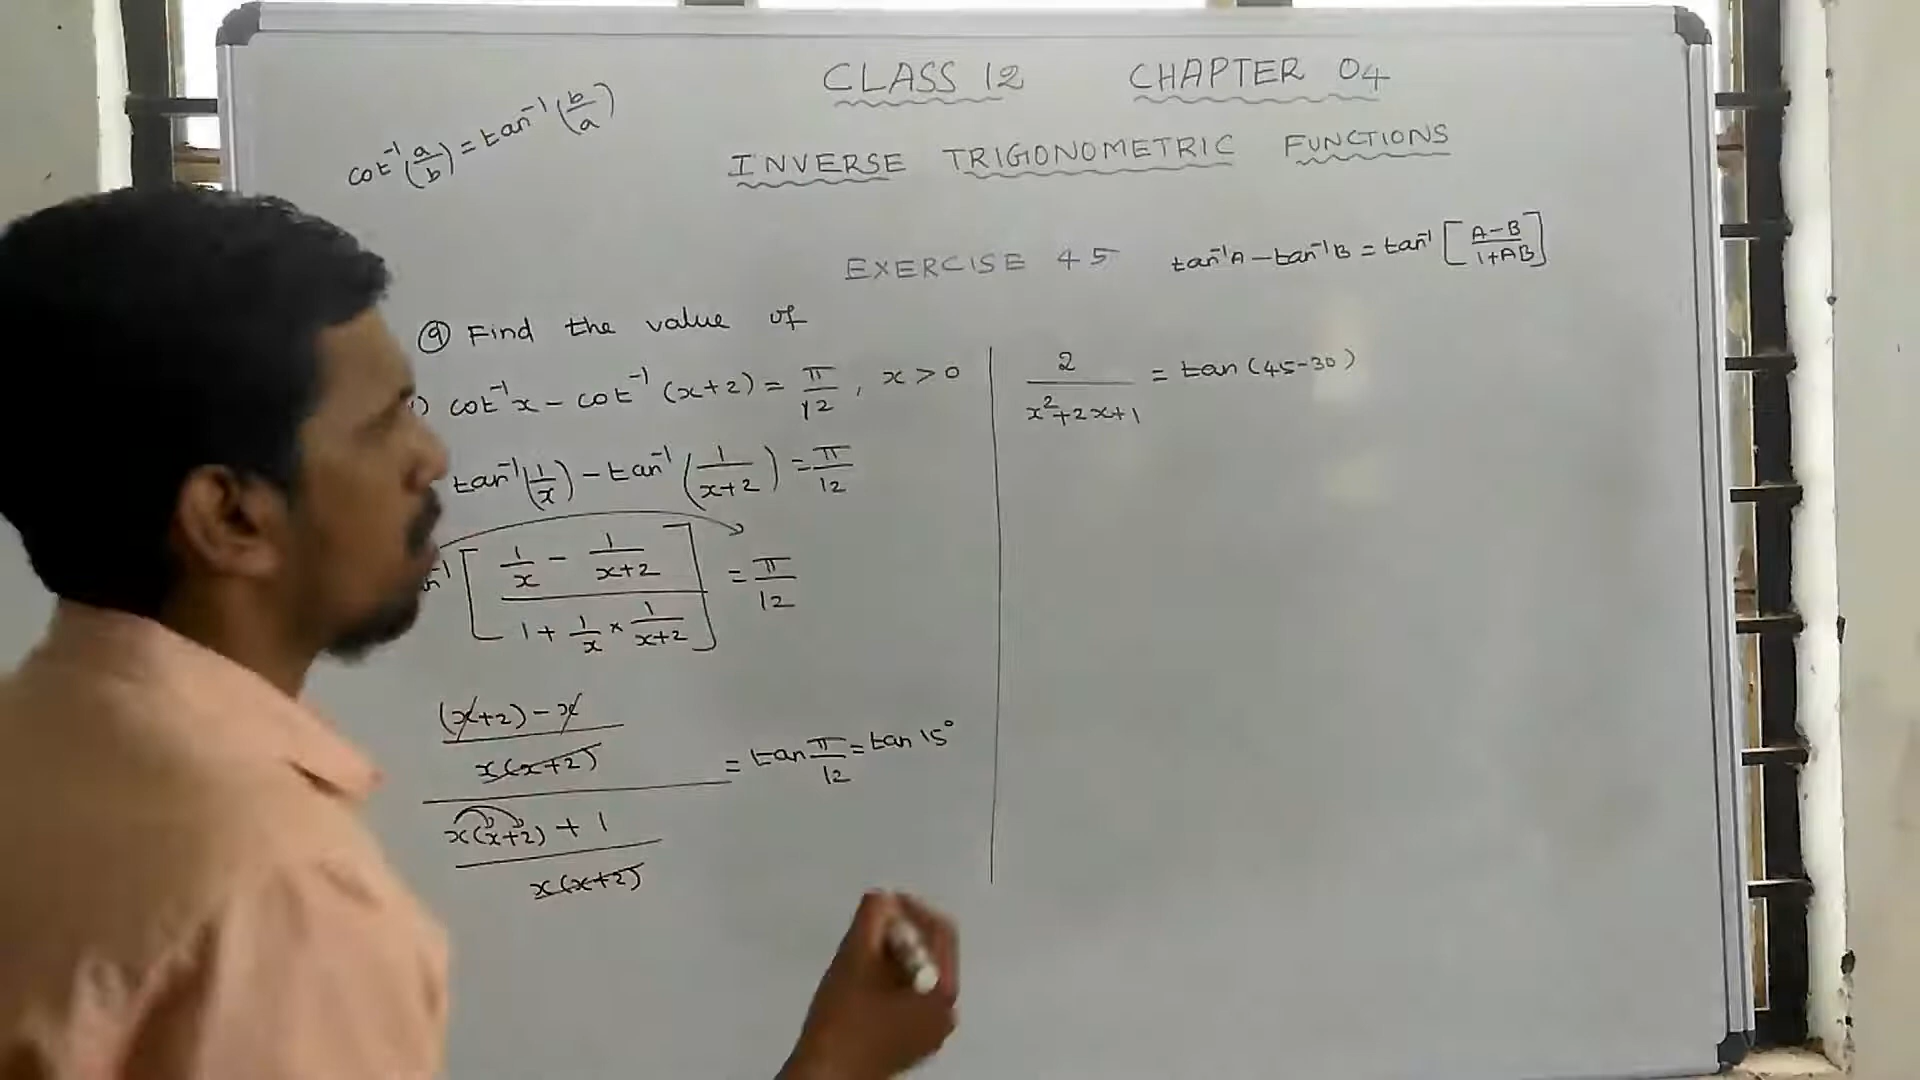 cot⁻¹(a/b) = tan⁻¹(b/a)
CLASS 12 CHAPTER 04
INVERSE TRIGONOMETRIC FUNCTIONS
EXERCISE 45
tan⁻¹A - tan⁻¹B = tan⁻¹[(A-B)/(1+AB)]
9 Find the value of
) cot⁻¹x - cot⁻¹(x+2) = π/12, x > 0
tan⁻¹(1/x) - tan⁻¹(1/(x+2)) = π/12
n⁻¹[(1/x - 1/(x+2))/(1 + 1/x × 1/(x+2))] = π/12
(((x+2) - x)/(x(x+2)))/((x(x+2) + 1)/(x(x+2))) = tan π/12 = tan 15°
2/(x²+2x+1) = tan(45-30)